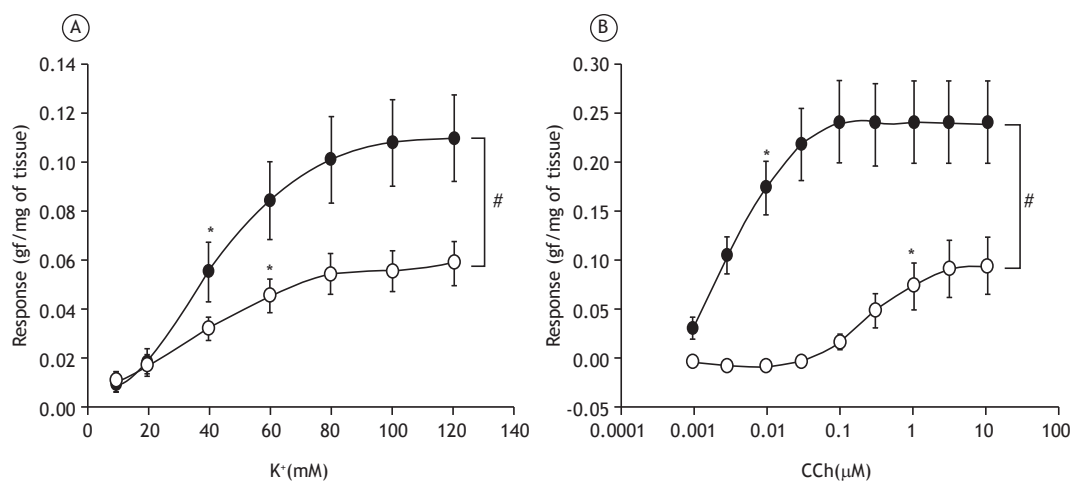 A
B
Response (gf/mg of tissue)
0.14
0.12
0.10
0.08
0.06
0.04
0.02
0.00
*
*
#
0 20 40 60 80 100 120 140
K⁺(mM)
Response (gf/mg of tissue)
0.30
0.25
0.20
0.15
0.10
0.05
0.00
-0.05
*
*
#
0.0001 0.001 0.01 0.1 1 10 100
CCh(μM)